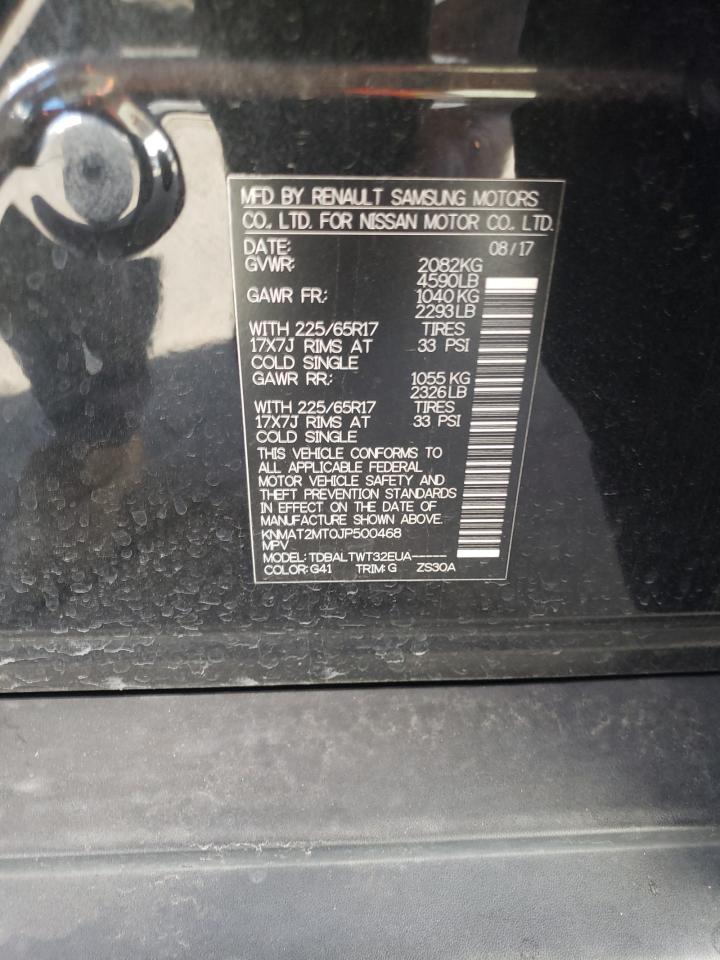 MFD BY RENAULT SAMSUNG MOTORS
CO., LTD. FOR NISSAN MOTOR CO., LTD.
DATE: 08/17
GVWR: 2082KG
4590LB
GAWR FR: 1040KG
2293LB
WITH 225/65R17 TIRES
17X7J RIMS AT 33 PSI
COLD SINGLE
GAWR RR: 1055 KG
2326LB
WITH 225/65R17 TIRES
17X7J RIMS AT 33 PSI
COLD SINGLE
THIS VEHICLE CONFORMS TO
ALL APPLICABLE FEDERAL
MOTOR VEHICLE SAFETY AND
THEFT PREVENTION STANDARDS
IN EFFECT ON THE DATE OF
MANUFACTURE SHOWN ABOVE.
KNMAT2MT0JP500468
MPV
MODEL: TDBALTWT32EUA-----
COLOR: G41 TRIM: G ZS30A